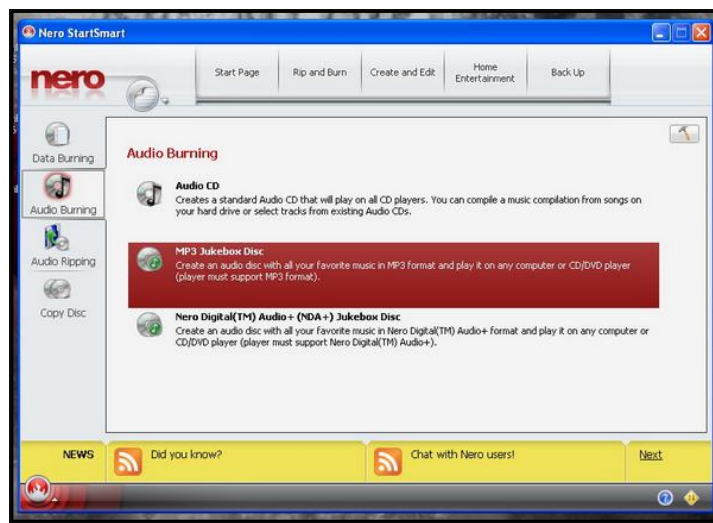 Nero StartSmart
nero
Start Page
Rip and Burn
Create and Edit
Home
Entertainment
Back Up
Data Burning
Audio Burning
Audio Ripping
Copy Disc
Audio Burning
Audio CD
Creates a standard Audio CD that will play on all CD players. You can compile a music compilation from songs on
your hard drive or select tracks from existing Audio CDs.
MP3 Jukebox Disc
Create an audio disc with all your favorite music in MP3 format and play it on any computer or CD/DVD player
(player must support MP3 format).
Nero Digital(TM) Audio+ (NDA+) Jukebox Disc
Create an audio disc with all your favorite music in Nero Digital(TM) Audio+ format and play it on any computer or
CD/DVD player (player must support Nero Digital(TM) Audio+).
NEWS
Did you know?
Chat with Nero users!
Next